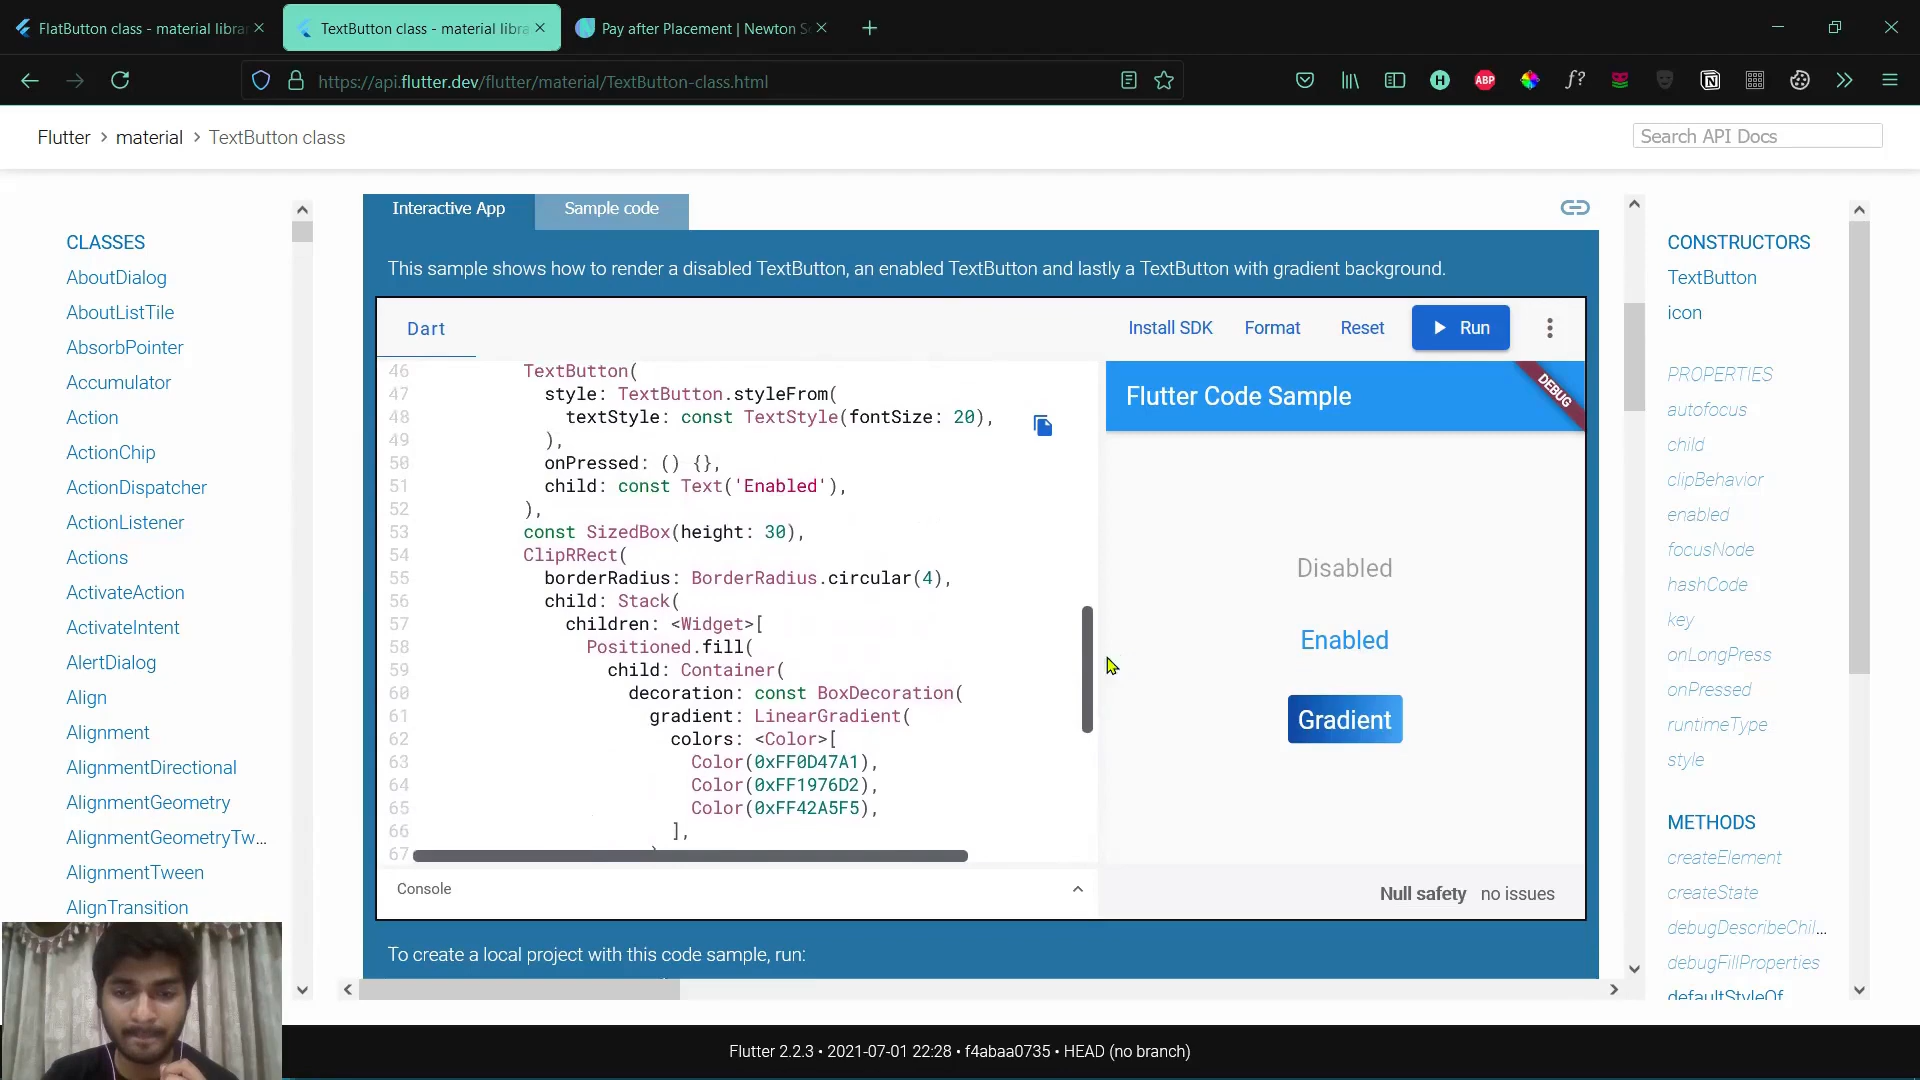 FlatButton class - material librar
TextButton class - material libra
Pay after Placement | Newton Sc
https://api.flutter.dev/flutter/material/TextButton-class.html
ABP
Flutter > material > TextButton class
Search API Docs
CLASSES
AboutDialog
AboutListTile
AbsorbPointer
Accumulator
Action
ActionChip
ActionDispatcher
ActionListener
Actions
ActivateAction
ActivateIntent
AlertDialog
Align
Alignment
AlignmentDirectional
AlignmentGeometry
AlignmentGeometryTw...
AlignmentTween
AlignTransition
Interactive App
Sample code
This sample shows how to render a disabled TextButton, an enabled TextButton and lastly a TextButton with gradient background.
Dart
Install SDK
Format
Reset
Run
46 TextButton(
47 style: TextButton.styleFrom(
48 textStyle: const TextStyle(fontSize: 20),
49 ),
50 onPressed: () {},
51 child: const Text('Enabled'),
52 ),
53 const SizedBox(height: 30),
54 ClipRRect(
55 borderRadius: BorderRadius.circular(4),
56 child: Stack(
57 children: <Widget>[
58 Positioned.fill(
59 child: Container(
60 decoration: const BoxDecoration(
61 gradient: LinearGradient(
62 colors: <Color>[
63 Color(0xFF0D47A1),
64 Color(0xFF1976D2),
65 Color(0xFF42A5F5),
66 ],
67
Console
Flutter Code Sample
DEBUG
Disabled
Enabled
Gradient
Null safety no issues
To create a local project with this code sample, run:
CONSTRUCTORS
TextButton
icon
PROPERTIES
autofocus
child
clipBehavior
enabled
focusNode
hashCode
key
onLongPress
onPressed
runtimeType
style
METHODS
createElement
createState
debugDescribeChil...
debugFillProperties
defaultStyleOf
Flutter 2.2.3 • 2021-07-01 22:28 • f4abaa0735 • HEAD (no branch)